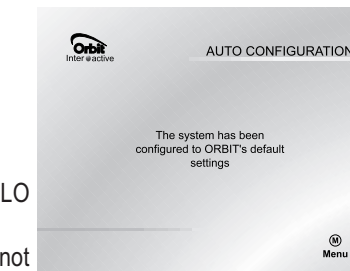 Orbit
Inter@active
AUTO CONFIGURATION
The system has been
configured to ORBIT's default
settings
LO
not
M
Menu